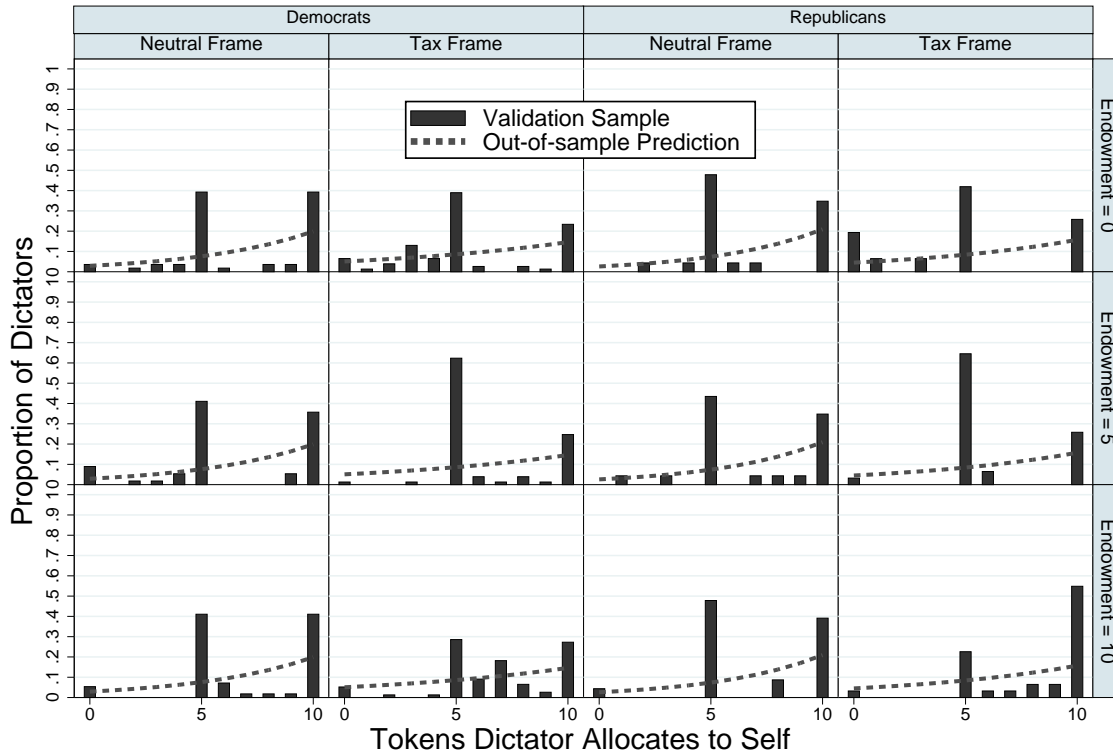 Democrats
Republicans
Neutral Frame
Tax Frame
Neutral Frame
Tax Frame
Validation Sample
Out-of-sample Prediction
Proportion of Dictators
0 .1 .2 .3 .4 .5 .6 .7 .8 .9 1
0 .1 .2 .3 .4 .5 .6 .7 .8 .9 1
0 .1 .2 .3 .4 .5 .6 .7 .8 .9 1
Endowment = 0
Endowment = 5
Endowment = 10
0 5 10
0 5 10
0 5 10
0 5 10
Tokens Dictator Allocates to Self